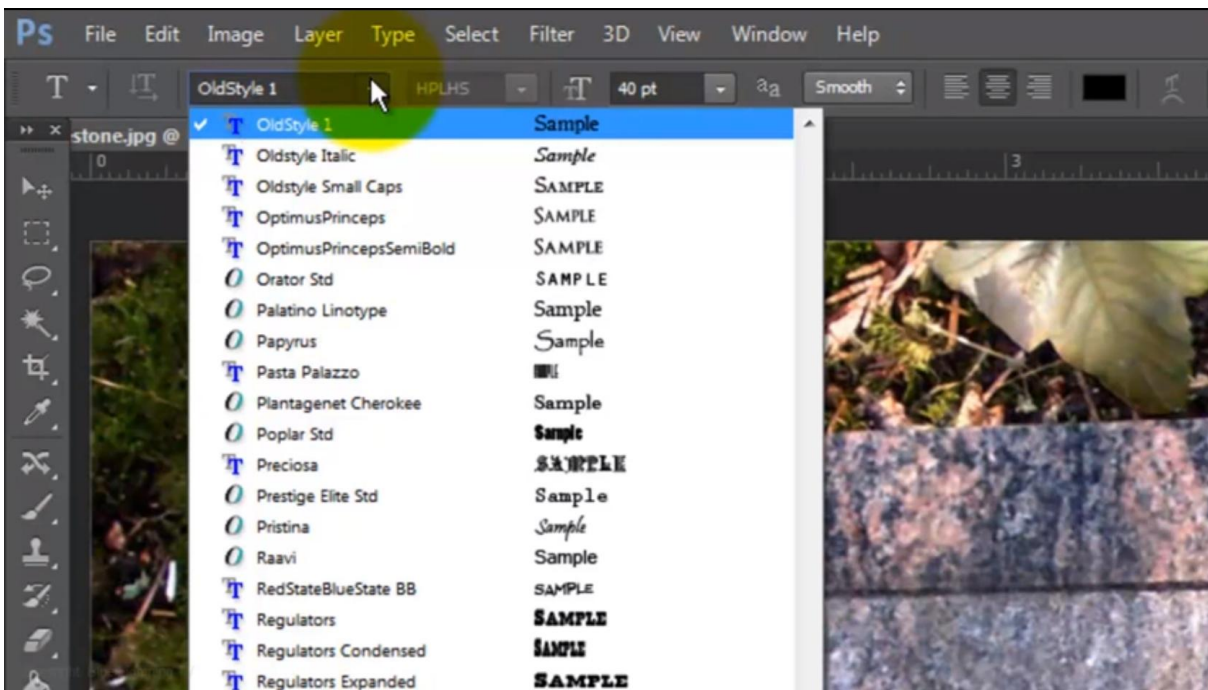 Ps File Edit Image Layer Type Select Filter 3D View Window Help
T T OldStyle 1 HPLHS T 40 pt aa Smooth
stone.jpg @
0 3
OldStyle 1 Sample
Oldstyle Italic Sample
Oldstyle Small Caps SAMPLE
OptimusPrinceps SAMPLE
OptimusPrincepsSemiBold SAMPLE
Orator Std SAMPLE
Palatino Linotype Sample
Papyrus Sample
Pasta Palazzo
Plantagenet Cherokee Sample
Poplar Std Sample
Preciosa SAMPLE
Prestige Elite Std Sample
Pristina Sample
Raavi Sample
RedStateBlueState BB SAMPLE
Regulators SAMPLE
Regulators Condensed SAMPLE
Regulators Expanded SAMPLE